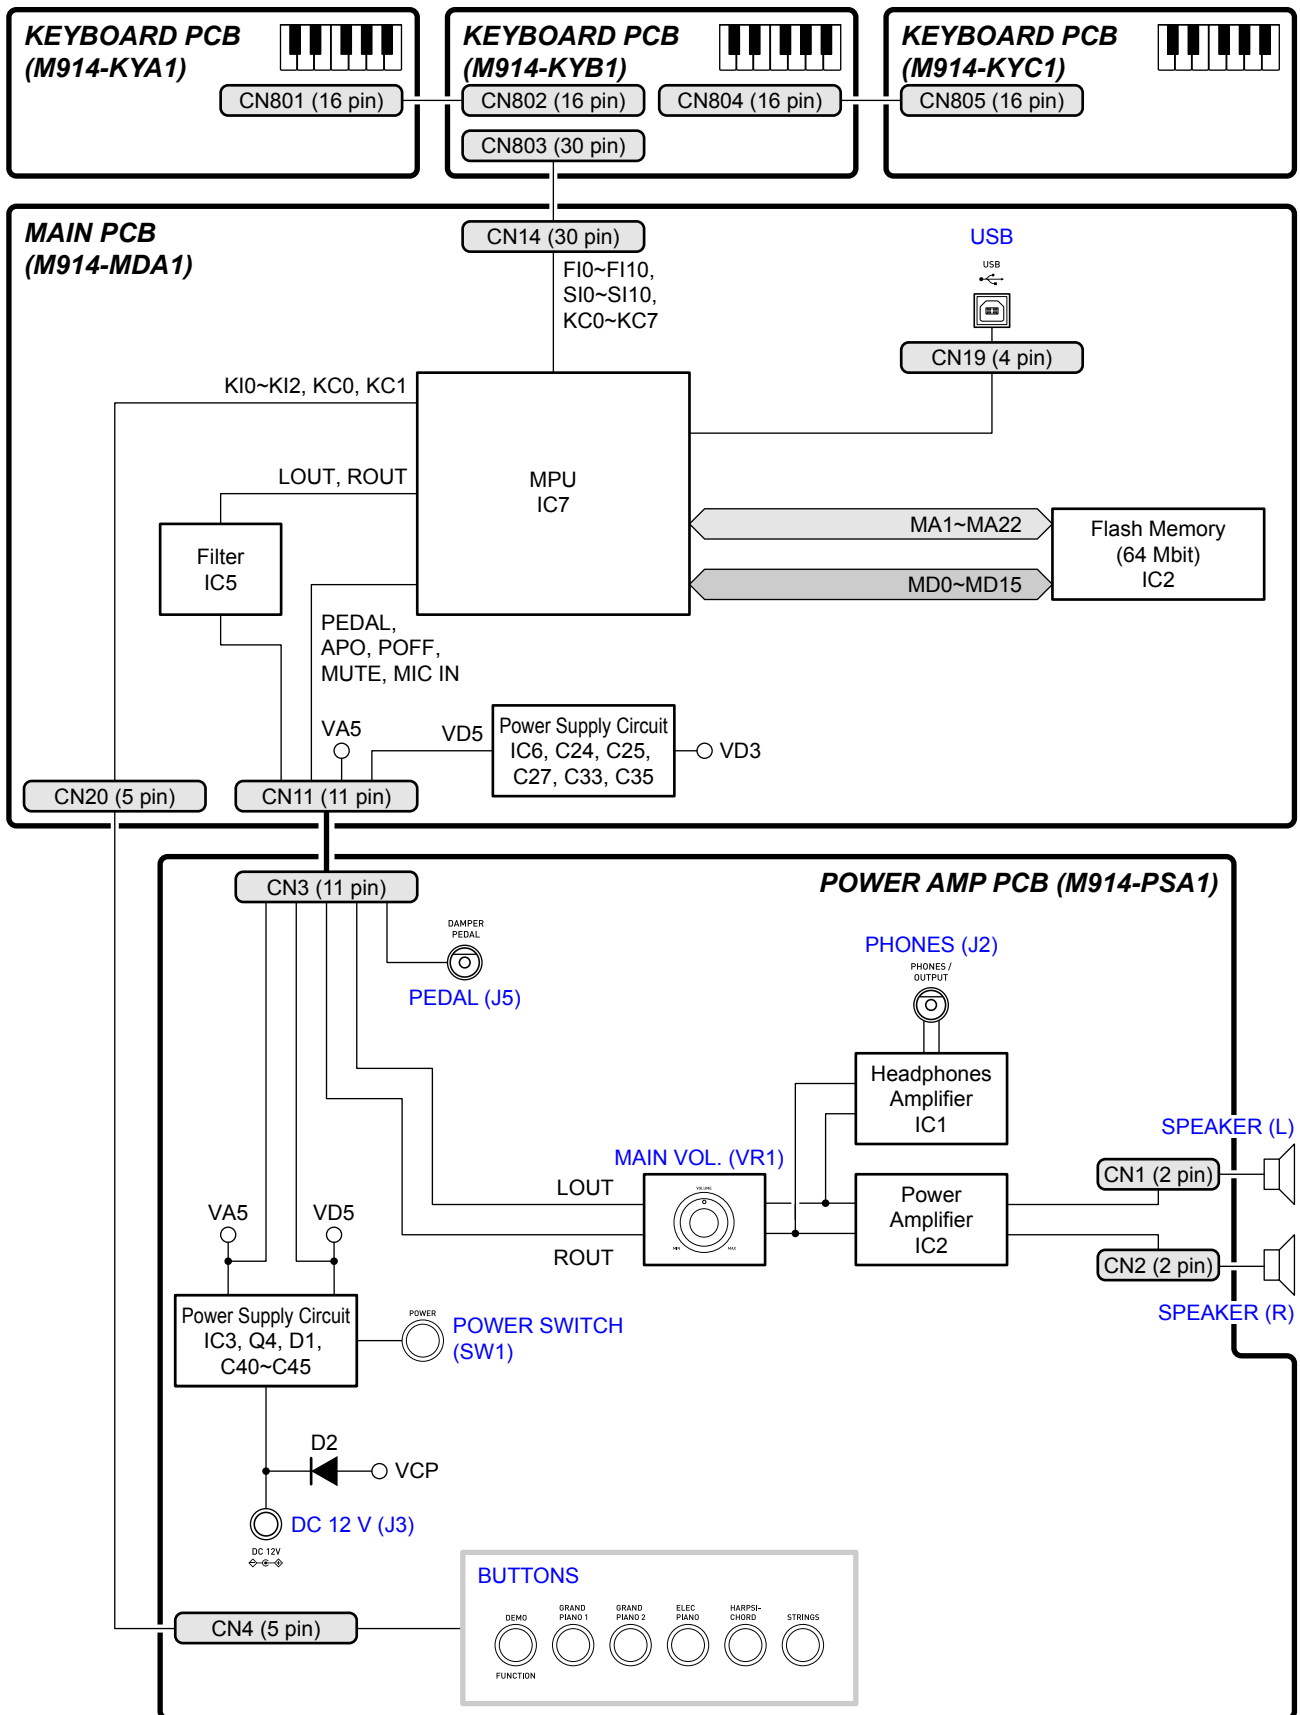 KEYBOARD PCB
(M914-KYA1)
CN801 (16 pin)
KEYBOARD PCB
(M914-KYB1)
CN802 (16 pin)
CN804 (16 pin)
CN803 (30 pin)
KEYBOARD PCB
(M914-KYC1)
CN805 (16 pin)
MAIN PCB
(M914-MDA1)
CN14 (30 pin)
FI0~FI10,
SI0~SI10,
KC0~KC7
USB
USB
CN19 (4 pin)
KI0~KI2, KC0, KC1
LOUT, ROUT
MPU
IC7
Filter
IC5
MA1~MA22
MD0~MD15
Flash Memory
(64 Mbit)
IC2
PEDAL,
APO, POFF,
MUTE, MIC IN
VA5
VD5
Power Supply Circuit
IC6, C24, C25,
C27, C33, C35
VD3
CN20 (5 pin)
CN11 (11 pin)
CN3 (11 pin)
POWER AMP PCB (M914-PSA1)
DAMPER
PEDAL
PEDAL (J5)
PHONES (J2)
PHONES /
OUTPUT
Headphones
Amplifier
IC1
SPEAKER (L)
CN1 (2 pin)
MAIN VOL. (VR1)
VOLUME
MIN
MAX
LOUT
ROUT
Power
Amplifier
IC2
CN2 (2 pin)
SPEAKER (R)
VA5
VD5
Power Supply Circuit
IC3, Q4, D1,
C40~C45
POWER
POWER SWITCH
(SW1)
D2
VCP
DC 12 V (J3)
DC 12V
CN4 (5 pin)
BUTTONS
DEMO
FUNCTION
GRAND
PIANO 1
GRAND
PIANO 2
ELEC
PIANO
HARPSI-
CHORD
STRINGS